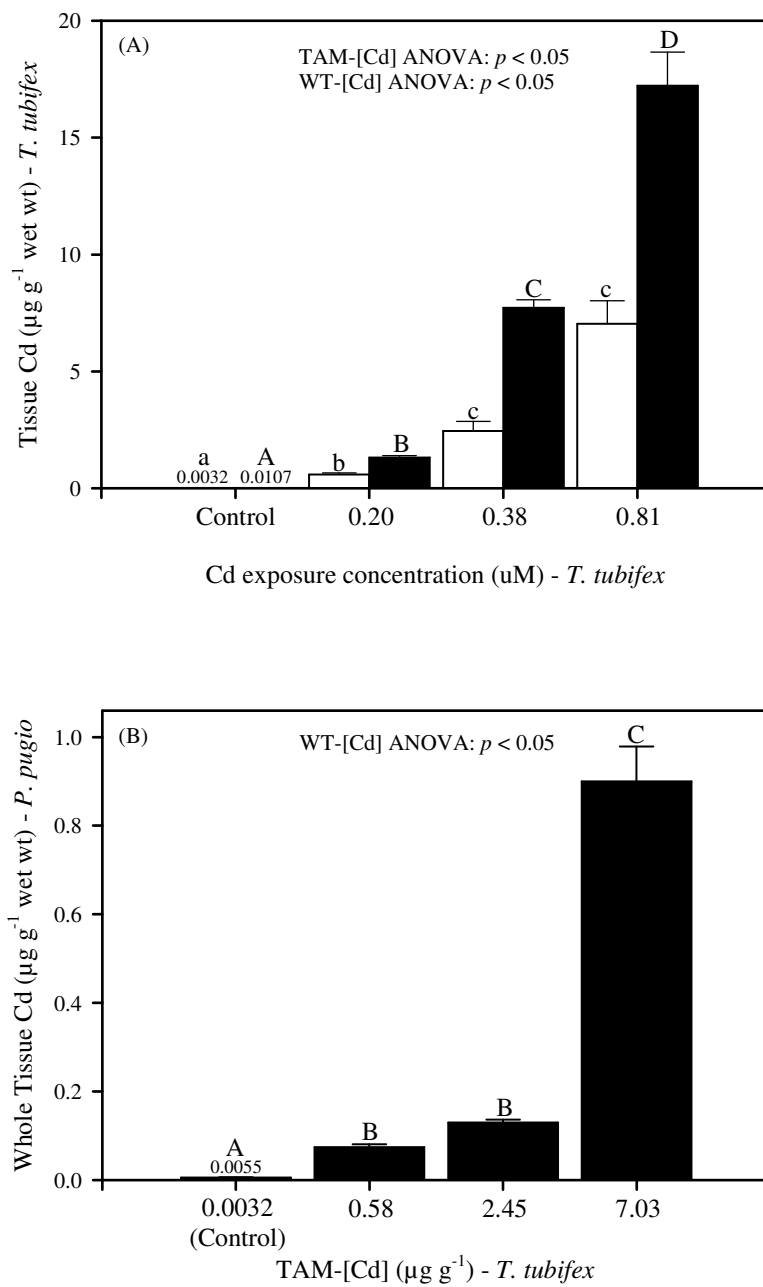 (A)
TAM-[Cd] ANOVA: p < 0.05
WT-[Cd] ANOVA: p < 0.05
Tissue Cd (µg g⁻¹ wet wt) - T. tubifex
20
15
10
5
0
a
0.0032
A
0.0107
b
B
c
C
c
D
Control
0.20
0.38
0.81
Cd exposure concentration (uM) - T. tubifex
(B)
WT-[Cd] ANOVA: p < 0.05
Whole Tissue Cd (µg g⁻¹ wet wt) - P. pugio
1.0
0.8
0.6
0.4
0.2
0.0
A
0.0055
B
B
C
0.0032
(Control)
0.58
2.45
7.03
TAM-[Cd] (µg g⁻¹) - T. tubifex